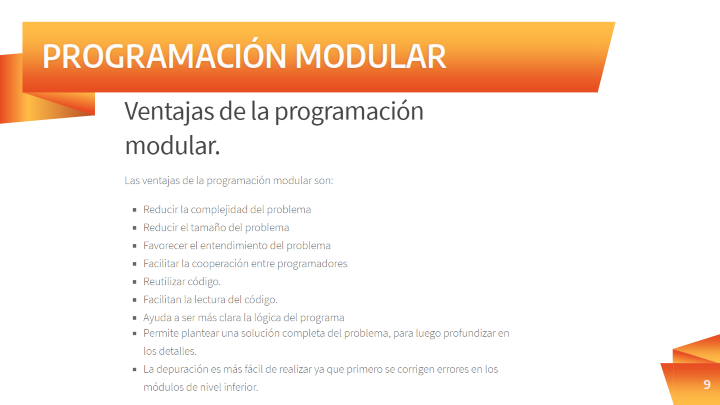 PROGRAMACIÓN MODULAR
Ventajas de la programación
modular.
Las ventajas de la programación modular son:
▪ Reducir la complejidad del problema
▪ Reducir el tamaño del problema
▪ Favorecer el entendimiento del problema
▪ Facilitar la cooperación entre programadores
▪ Reutilizar código.
▪ Facilitan la lectura del código.
▪ Ayuda a ser más clara la lógica del programa
▪ Permite plantear una solución completa del problema, para luego profundizar en
los detalles.
▪ La depuración es más fácil de realizar ya que primero se corrigen errores en los
módulos de nivel inferior.
9